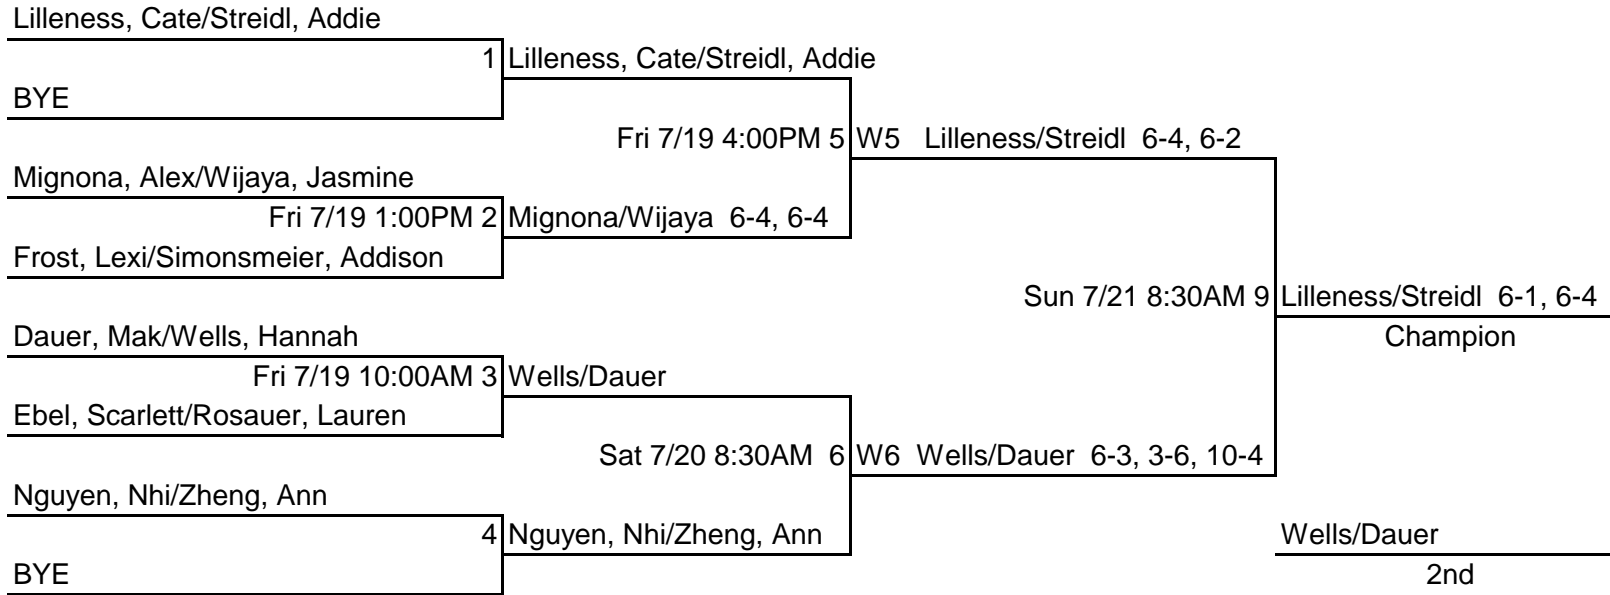 Lilleness, Cate/Streidl, Addie
1 Lilleness, Cate/Streidl, Addie
BYE
Fri 7/19 4:00PM 5 W5 Lilleness/Streidl 6-4, 6-2
Mignona, Alex/Wijaya, Jasmine
Fri 7/19 1:00PM 2 Mignona/Wijaya 6-4, 6-4
Frost, Lexi/Simonsmeier, Addison
Sun 7/21 8:30AM 9 Lilleness/Streidl 6-1, 6-4
Dauer, Mak/Wells, Hannah Champion
Fri 7/19 10:00AM 3 Wells/Dauer
Ebel, Scarlett/Rosauer, Lauren
Sat 7/20 8:30AM 6 W6 Wells/Dauer 6-3, 3-6, 10-4
Nguyen, Nhi/Zheng, Ann
4 Nguyen, Nhi/Zheng, Ann Wells/Dauer
BYE 2nd